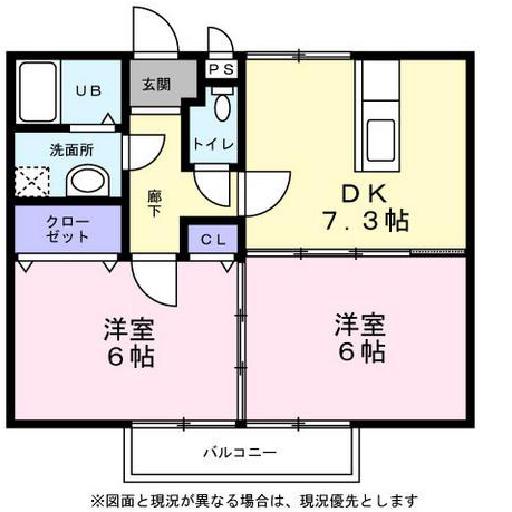 玄関
PS
UB
トイレ
洗面所
廊下
DK
7.3帖
クロー
ゼット
CL
洋室
6帖
洋室
6帖
バルコニー
※図面と現況が異なる場合は、現況優先とします